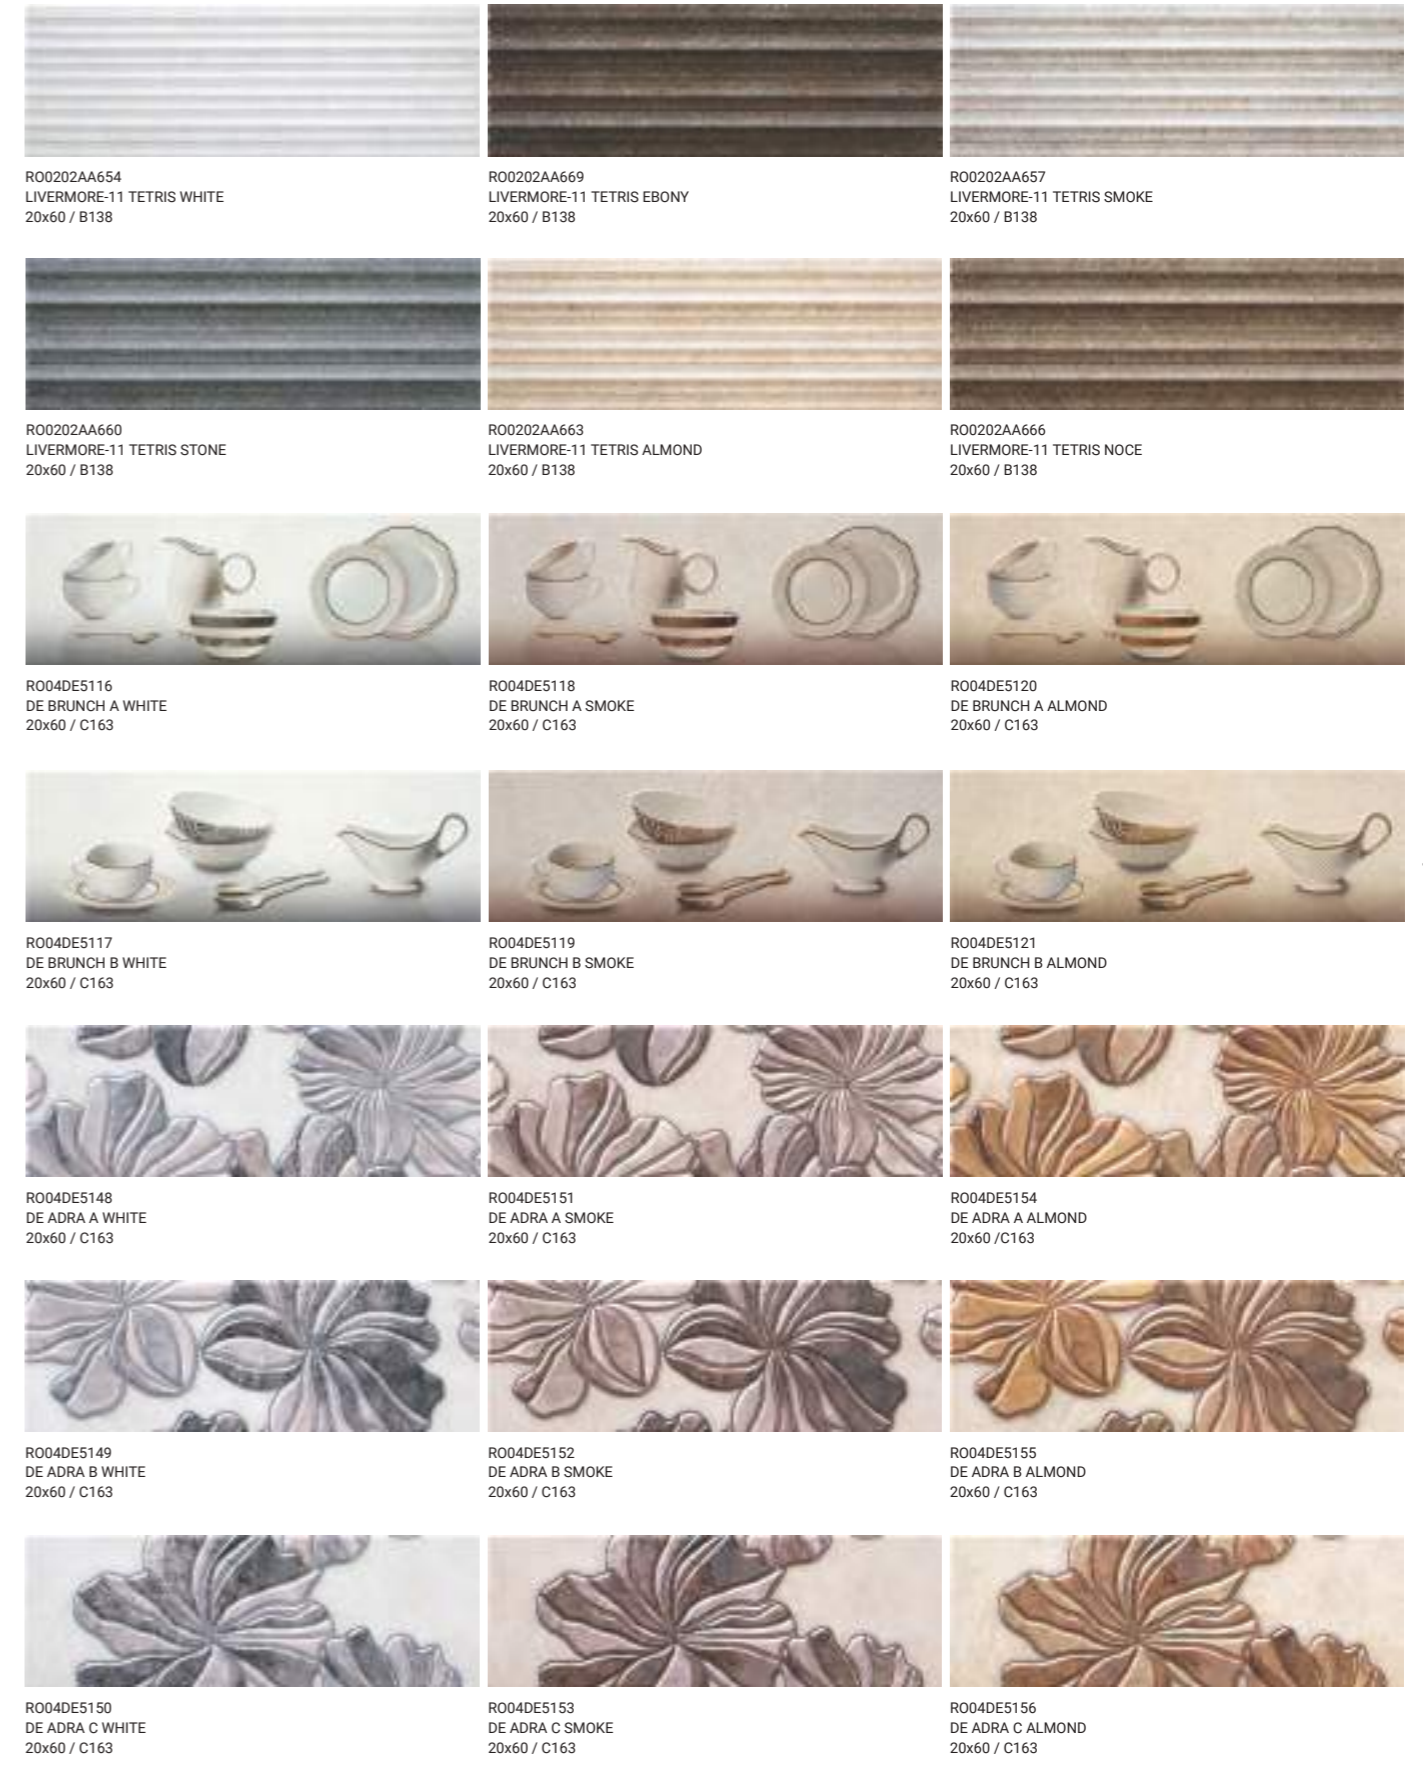 RO0202AA654
LIVERMORE-11 TETRIS WHITE
20x60 / B138
RO0202AA669
LIVERMORE-11 TETRIS EBONY
20x60 / B138
RO0202AA657
LIVERMORE-11 TETRIS SMOKE
20x60 / B138
RO0202AA660
LIVERMORE-11 TETRIS STONE
20x60 / B138
RO0202AA663
LIVERMORE-11 TETRIS ALMOND
20x60 / B138
RO0202AA666
LIVERMORE-11 TETRIS NOCE
20x60 / B138
RO04DE5116
DE BRUNCH A WHITE
20x60 / C163
RO04DE5118
DE BRUNCH A SMOKE
20x60 / C163
RO04DE5120
DE BRUNCH A ALMOND
20x60 / C163
RO04DE5117
DE BRUNCH B WHITE
20x60 / C163
RO04DE5119
DE BRUNCH B SMOKE
20x60 / C163
RO04DE5121
DE BRUNCH B ALMOND
20x60 / C163
RO04DE5148
DE ADRA A WHITE
20x60 / C163
RO04DE5151
DE ADRA A SMOKE
20x60 / C163
RO04DE5154
DE ADRA A ALMOND
20x60 /C163
RO04DE5149
DE ADRA B WHITE
20x60 / C163
RO04DE5152
DE ADRA B SMOKE
20x60 / C163
RO04DE5155
DE ADRA B ALMOND
20x60 / C163
RO04DE5150
DE ADRA C WHITE
20x60 / C163
RO04DE5153
DE ADRA C SMOKE
20x60 / C163
RO04DE5156
DE ADRA C ALMOND
20x60 / C163